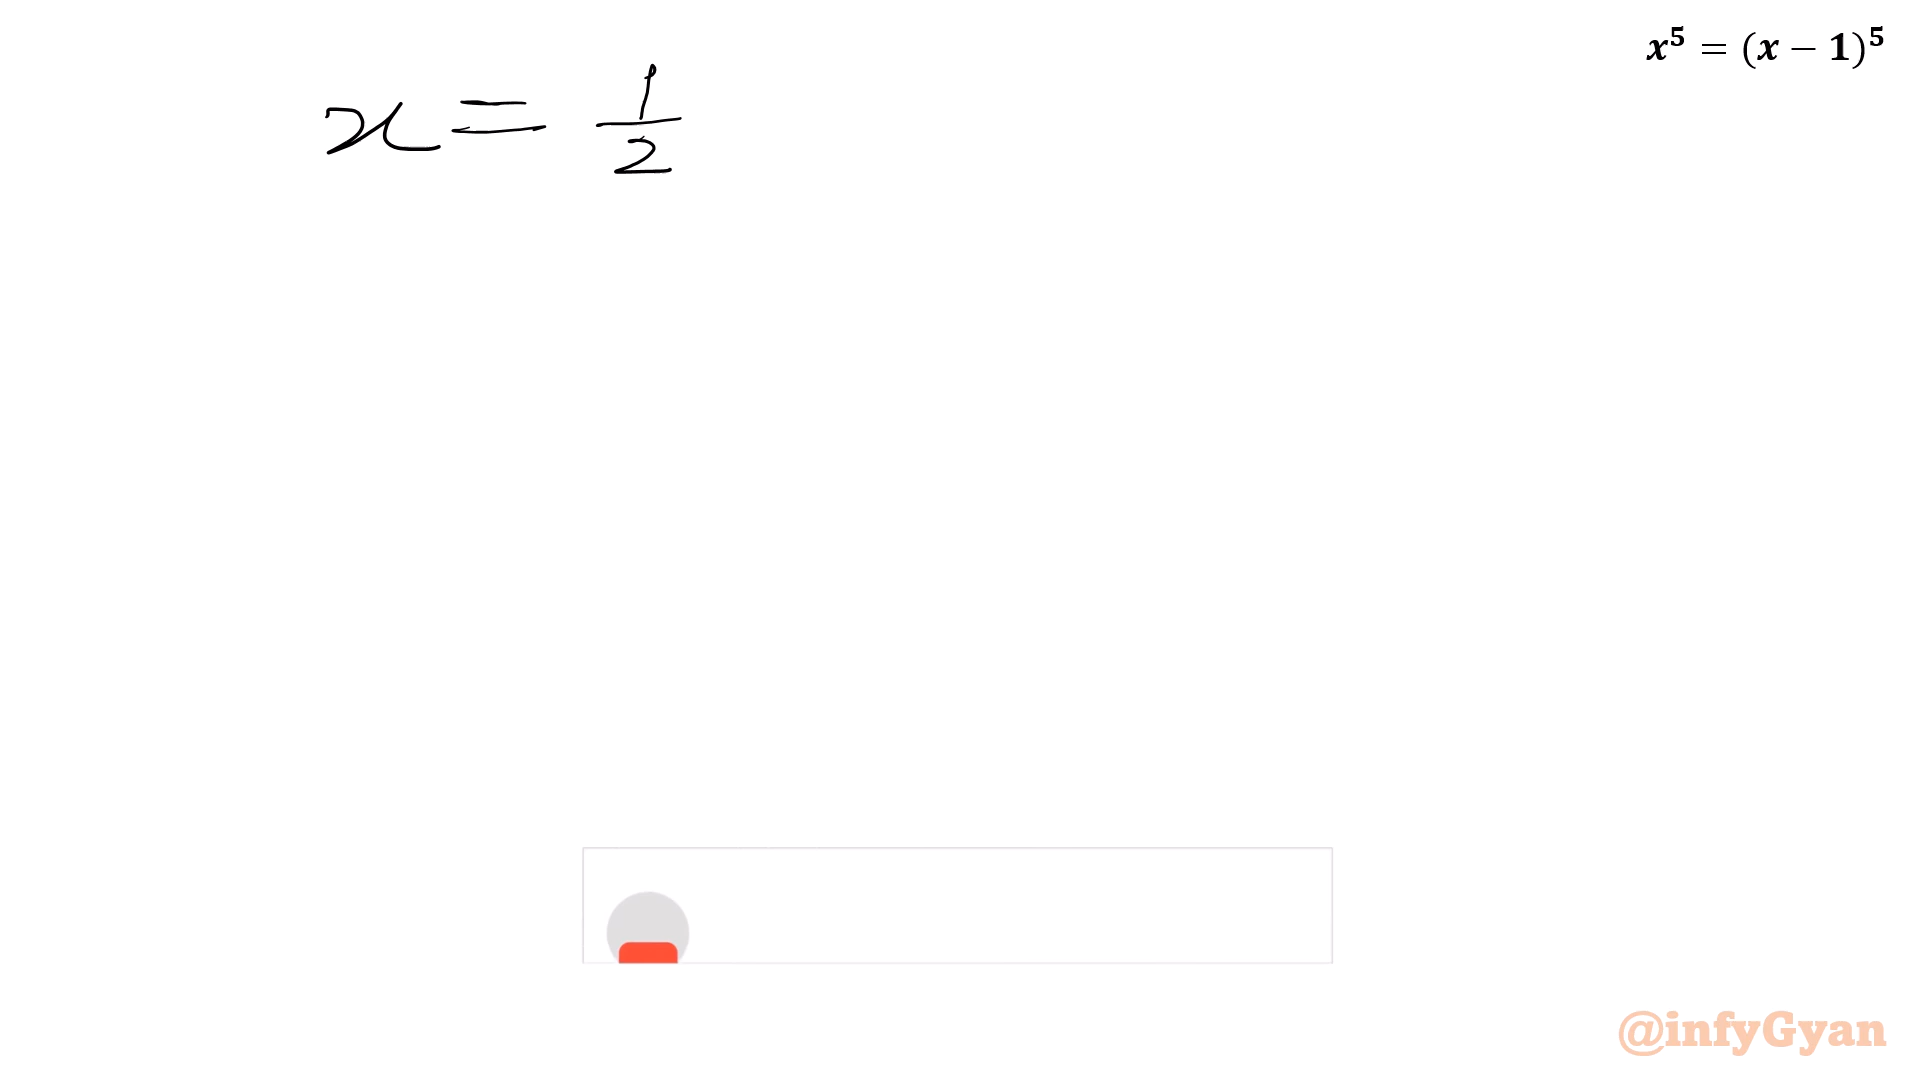 x⁵ = (x − 1)⁵
x = 1/2
@infyGyan